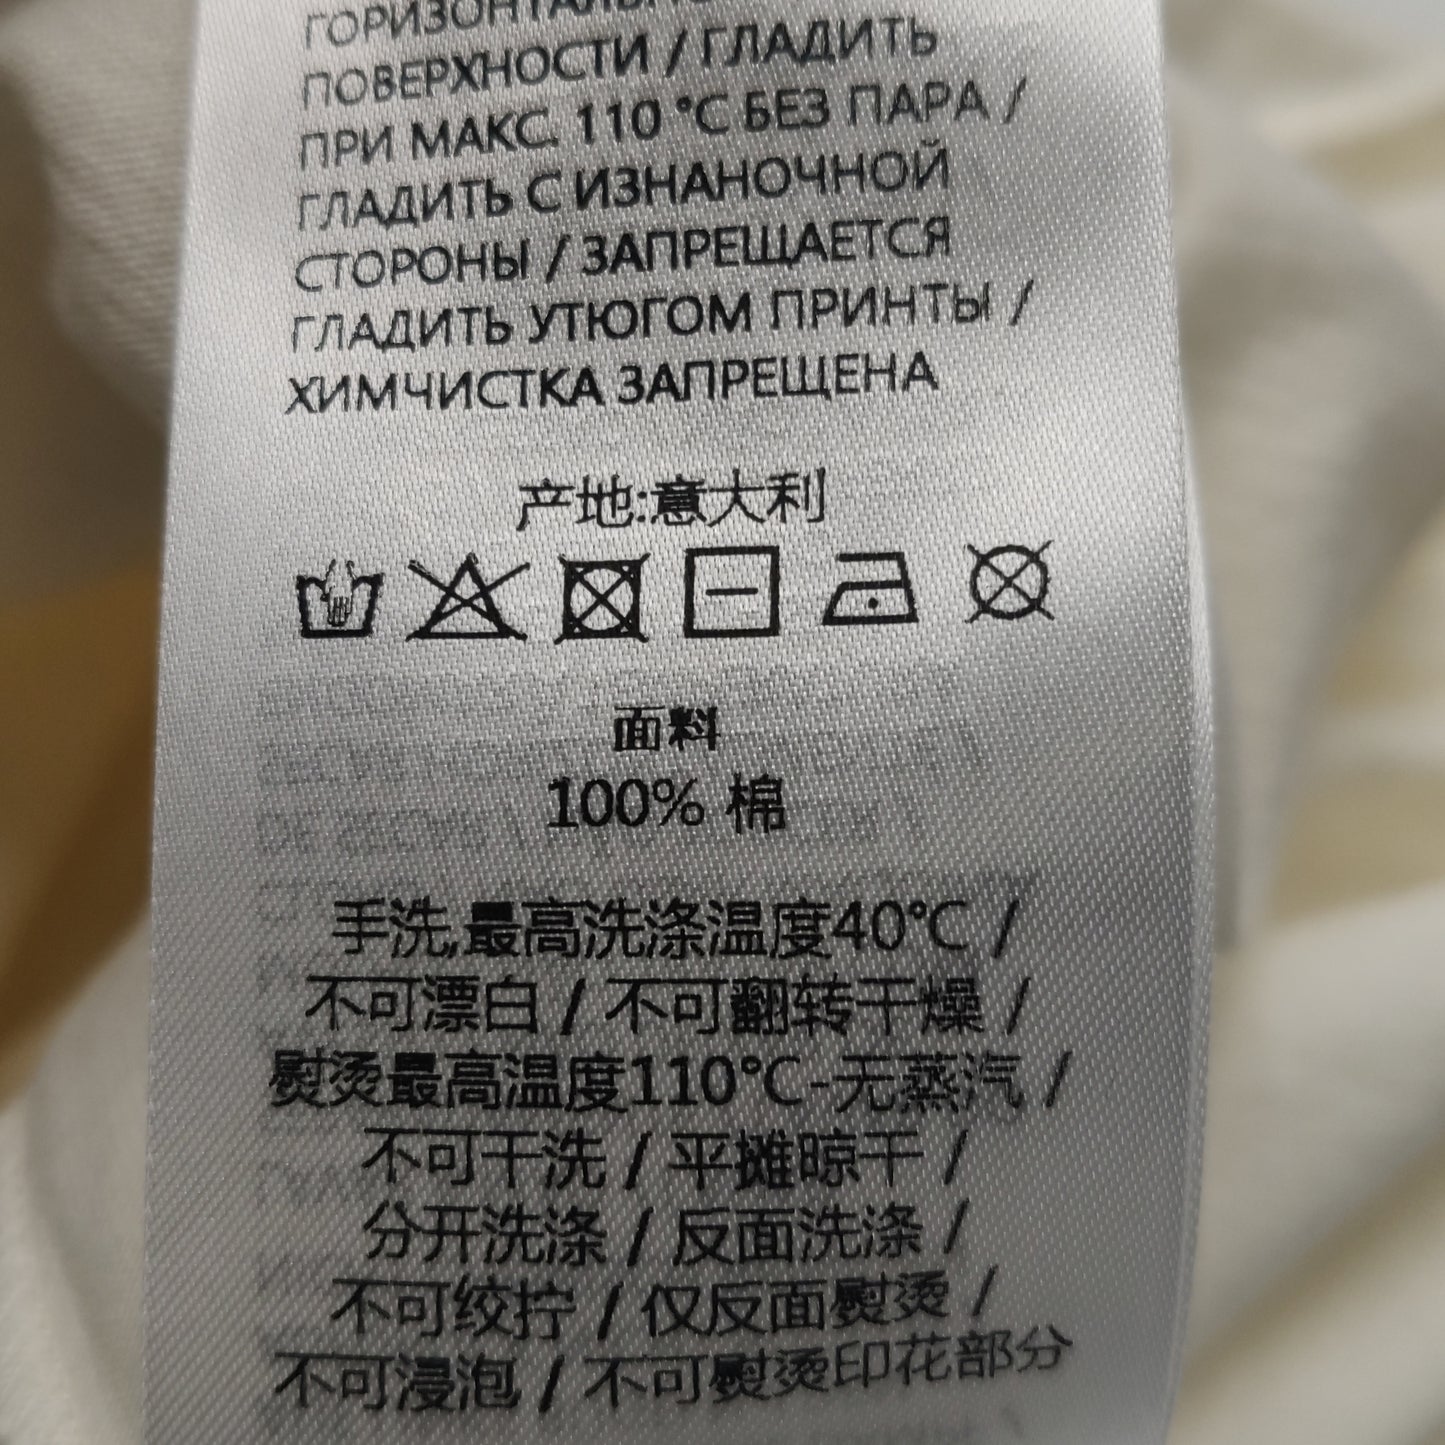 ГОРИЗОНТАЛЬНОЙ
ПОВЕРХНОСТИ / ГЛАДИТЬ
ПРИ МАКС. 110 °C БЕЗ ПАРА /
ГЛАДИТЬ С ИЗНАНОЧНОЙ
СТОРОНЫ / ЗАПРЕЩАЕТСЯ
ГЛАДИТЬ УТЮГОМ ПРИНТЫ /
ХИМЧИСТКА ЗАПРЕЩЕНА
产地:意大利
面料
100% 棉
手洗,最高洗涤温度40°C /
不可漂白 / 不可翻转干燥 /
熨烫最高温度110°C-无蒸汽 /
不可干洗 / 平摊晾干 /
分开洗涤 / 反面洗涤 /
不可绞拧 / 仅反面熨烫 /
不可浸泡 / 不可熨烫印花部分